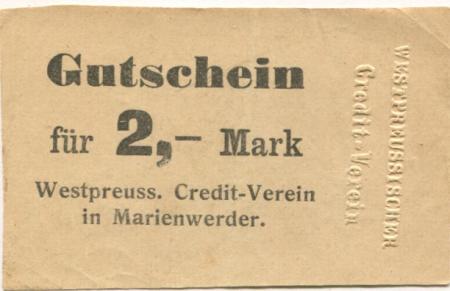 Gutschein
für 2,- Mark
Westpreuss. Credit-Verein
in Marienwerder.
WESTPREUSSISCHER
Credit-Verein